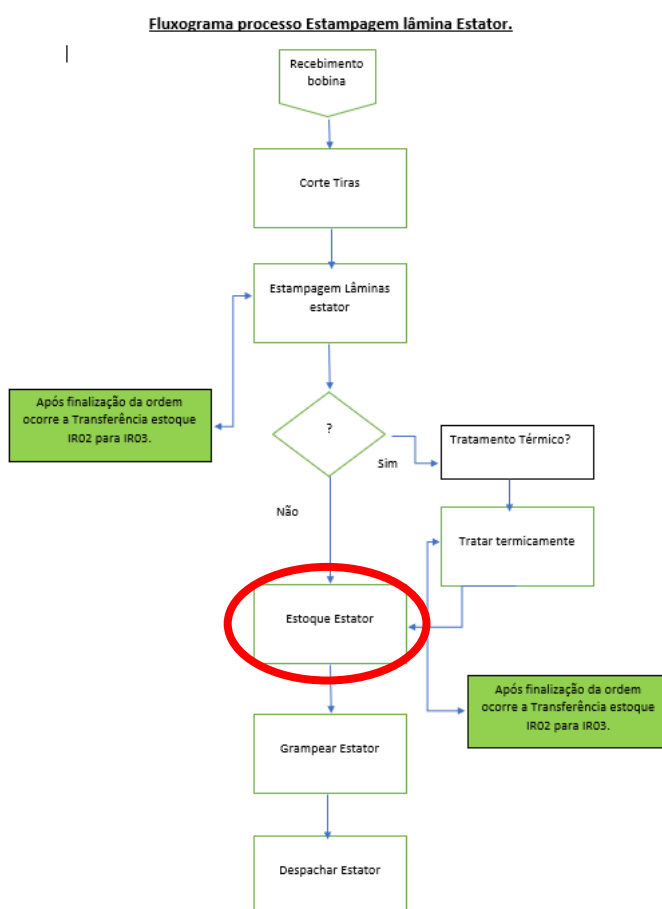 Fluxograma processo Estampagem lâmina Estator.
Recebimento
bobina
Corte Tiras
Estampagem Lâminas
estator
Após finalização da ordem
ocorre a Transferência estoque
IR02 para IR03.
?
Sim
Tratamento Térmico?
Não
Tratar termicamente
Estoque Estator
Após finalização da ordem
ocorre a Transferência estoque
IR02 para IR03.
Grampear Estator
Despachar Estator